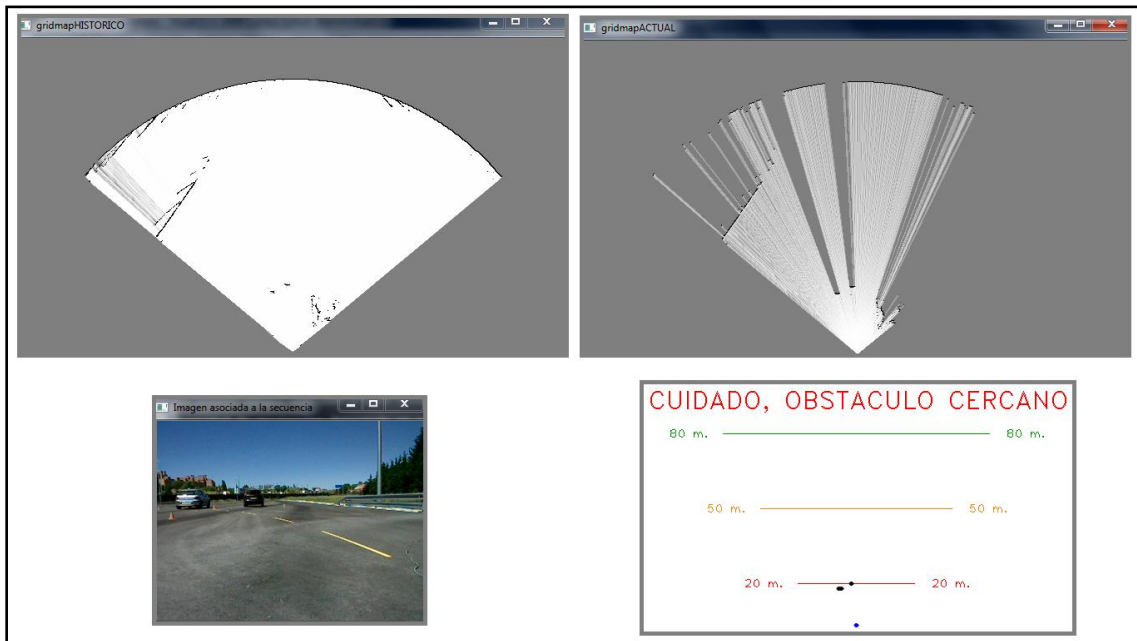 gridmapHISTORICO
gridmapACTUAL
Imagen asociada a la secuencia
CUIDADO, OBSTACULO CERCANO
80 m. 80 m.
50 m. 50 m.
20 m. 20 m.